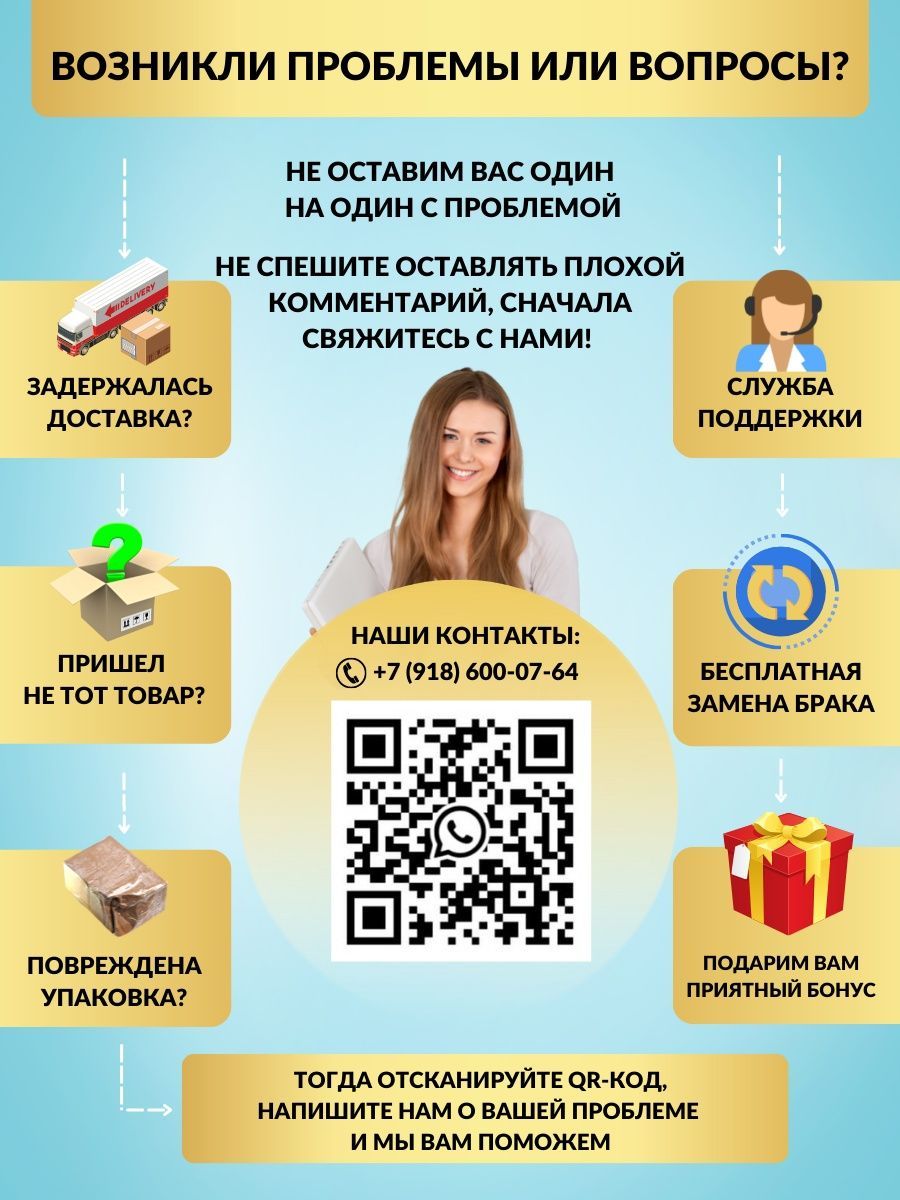 ВОЗНИКЛИ ПРОБЛЕМЫ ИЛИ ВОПРОСЫ?
НЕ ОСТАВИМ ВАС ОДИН
НА ОДИН С ПРОБЛЕМОЙ
НЕ СПЕШИТЕ ОСТАВЛЯТЬ ПЛОХОЙ
КОММЕНТАРИЙ, СНАЧАЛА
СВЯЖИТЕСЬ С НАМИ!
DELIVERY
ЗАДЕРЖАЛАСЬ
ДОСТАВКА?
ПРИШЕЛ
НЕ ТОТ ТОВАР?
ПОВРЕЖДЕНА
УПАКОВКА?
СЛУЖБА
ПОДДЕРЖКИ
БЕСПЛАТНАЯ
ЗАМЕНА БРАКА
ПОДАРИМ ВАМ
ПРИЯТНЫЙ БОНУС
НАШИ КОНТАКТЫ:
+7 (918) 600-07-64
ТОГДА ОТСКАНИРУЙТЕ QR-КОД,
НАПИШИТЕ НАМ О ВАШЕЙ ПРОБЛЕМЕ
И МЫ ВАМ ПОМОЖЕМ